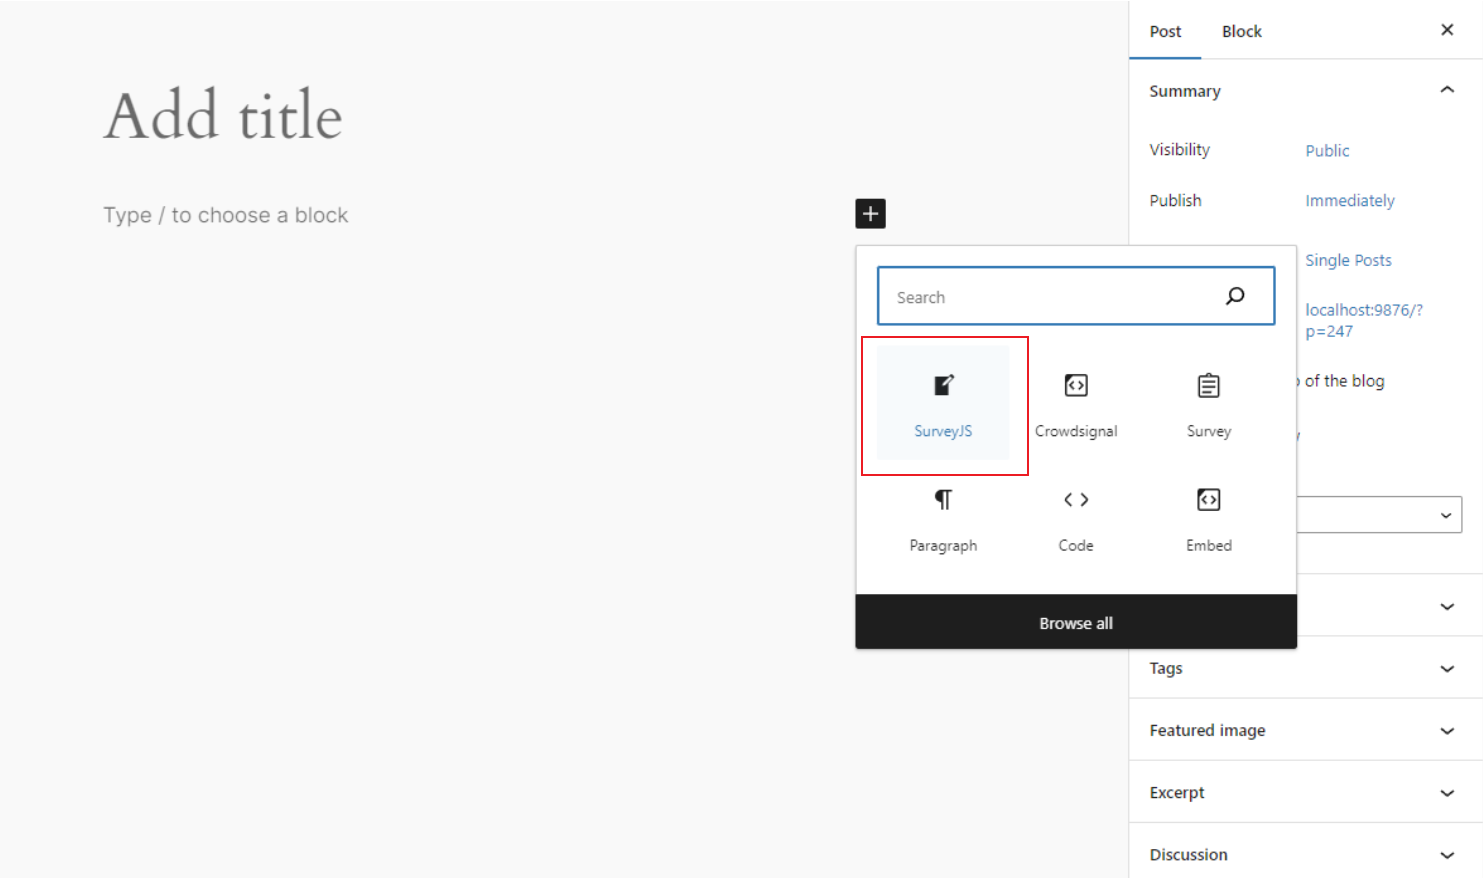 Add title
Type / to choose a block
Search
SurveyJS
Crowdsignal
Survey
Paragraph
Code
Embed
Browse all
Post
Block
Summary
Visibility
Public
Publish
Immediately
Single Posts
localhost:9876/?
p=247
of the blog
Tags
Featured image
Excerpt
Discussion